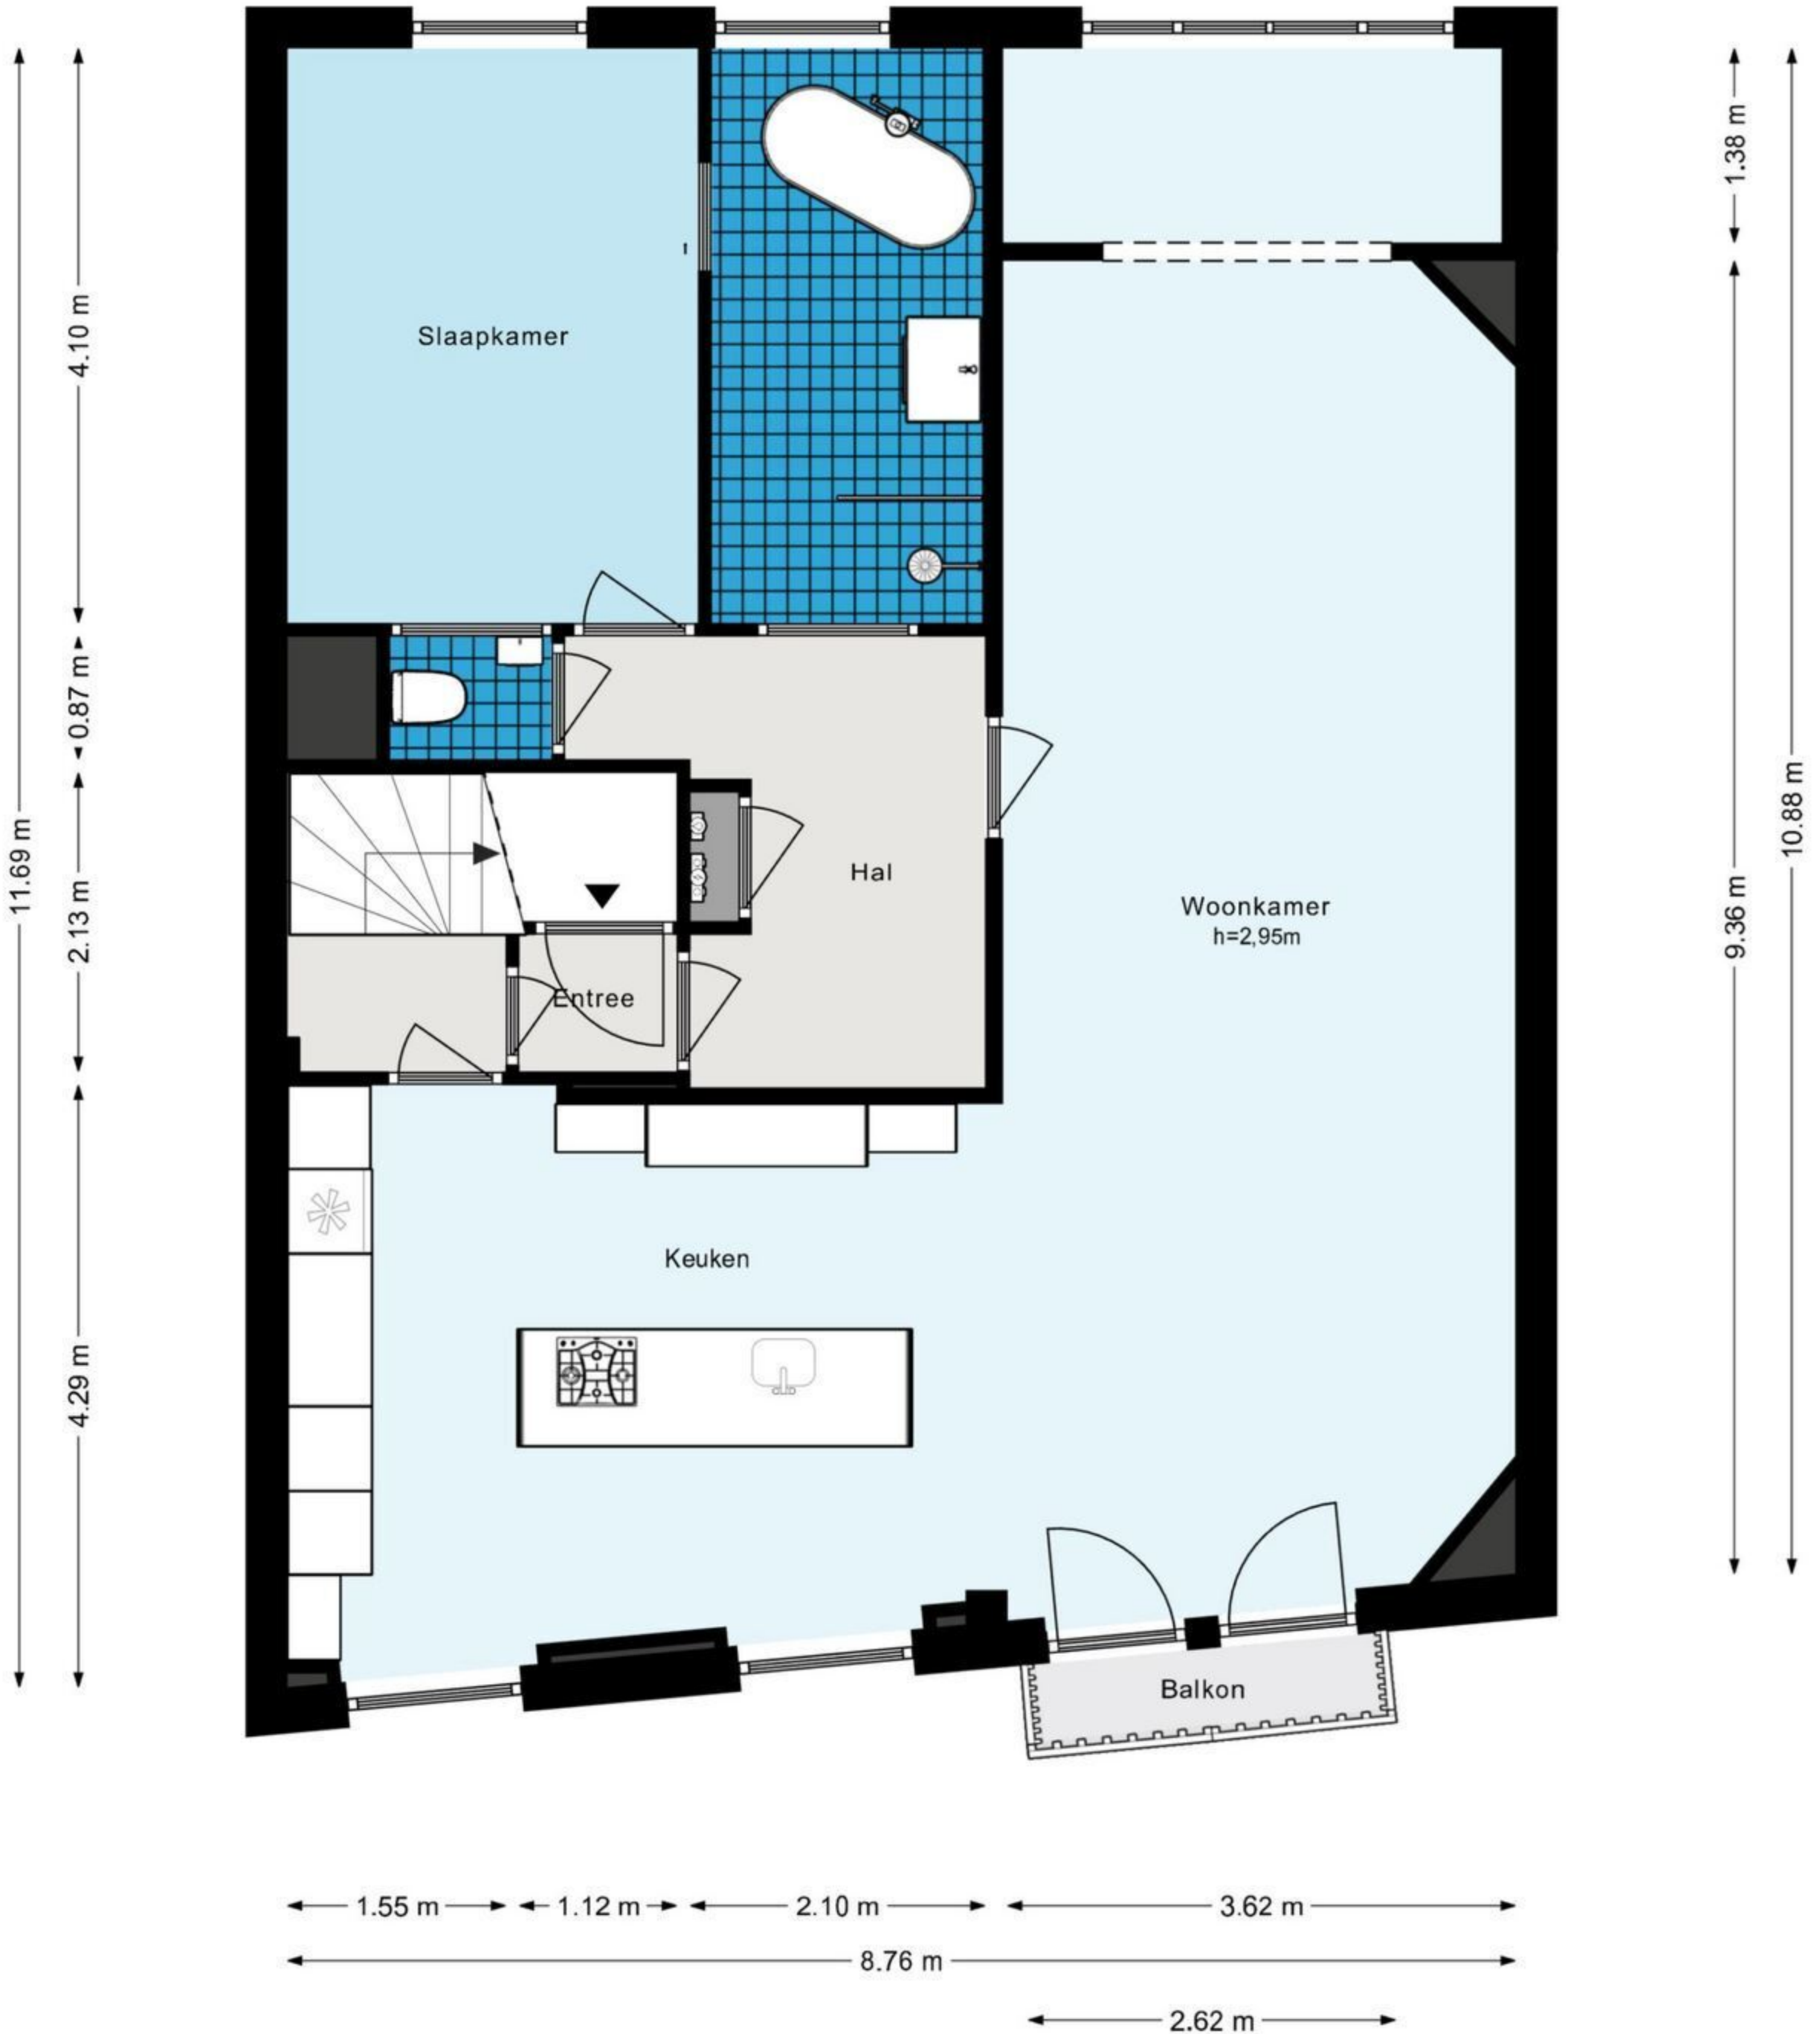 1.38 m
4.10 m
Slaapkamer
0.87 m
11.69 m
2.13 m
Hal
Woonkamer
h=2,95m
10.88 m
9.36 m
Entree
Keuken
4.29 m
Balkon
1.55 m
1.12 m
2.10 m
3.62 m
8.76 m
2.62 m